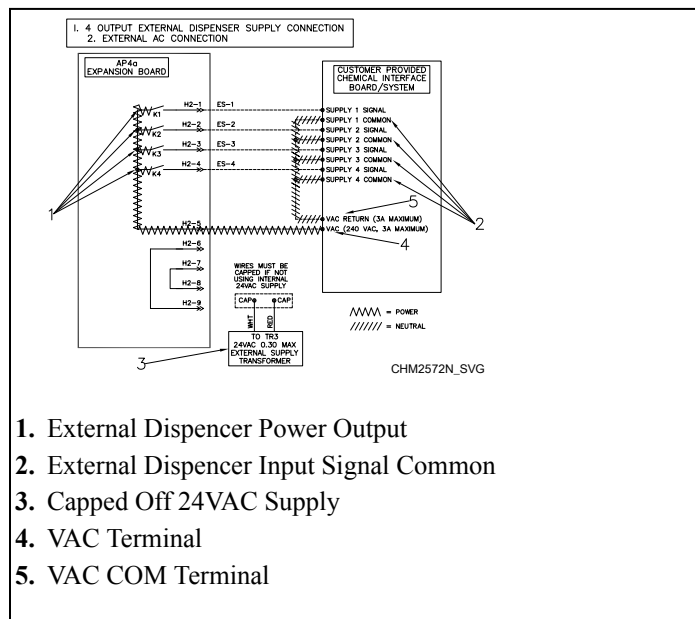 I. 4 OUTPUT EXTERNAL DISPENSER SUPPLY CONNECTION
2. EXTERNAL AC CONNECTION
AP4a
EXPANSION BOARD
CUSTOMER PROVIDED
CHEMICAL INTERFACE
BOARD/SYSTEM
K1
H2-1 ES-1
SUPPLY 1 SIGNAL
SUPPLY 1 COMMON
K2
H2-2 ES-2
SUPPLY 2 SIGNAL
SUPPLY 2 COMMON
K3
H2-3 ES-3
SUPPLY 3 SIGNAL
SUPPLY 3 COMMON
K4
H2-4 ES-4
SUPPLY 4 SIGNAL
SUPPLY 4 COMMON
1
2
5
VAC RETURN (3A MAXIMUM)
H2-5
VAC (240 VAC, 3A MAXIMUM)
4
H2-6
H2-7
H2-8
H2-9
WIRES MUST BE
CAPPED IF NOT
USING INTERNAL
24VAC SUPPLY
CAP CAP
WHT
RED
TO TR3
24VAC 0.30 MAX
EXTERNAL SUPPLY
TRANSFORMER
3
= POWER
= NEUTRAL
CHM2572N_SVG
1. External Dispencer Power Output
2. External Dispencer Input Signal Common
3. Capped Off 24VAC Supply
4. VAC Terminal
5. VAC COM Terminal